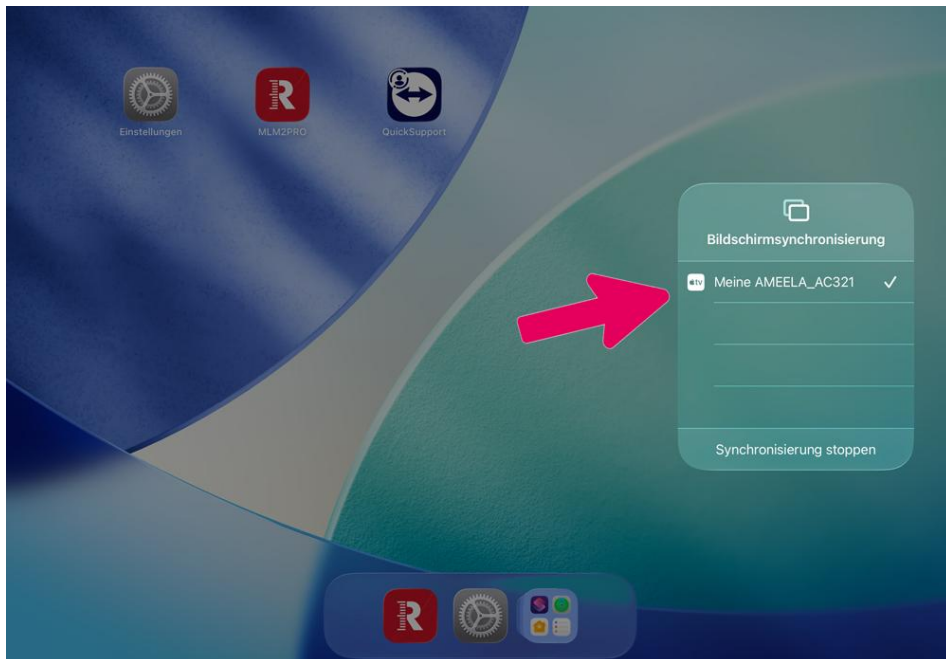 Einstellungen
MLM2PRO
QuickSupport
Bildschirmsynchronisierung
tv
Meine AMEELA_AC321
Synchronisierung stoppen